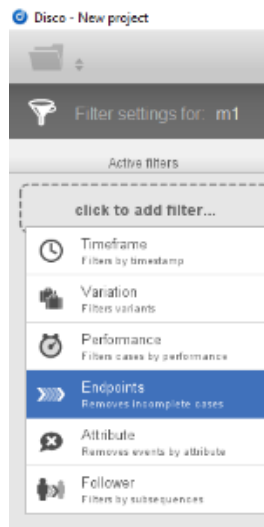 Disco - New project
Filter settings for: m1
Active filters
click to add filter...
Timeframe
Filters by timestamp
Variation
Filters variants
Performance
Filters cases by performance
Endpoints
Removes incomplete cases
Attribute
Removes events by attribute
Follower
Filters by subsequences